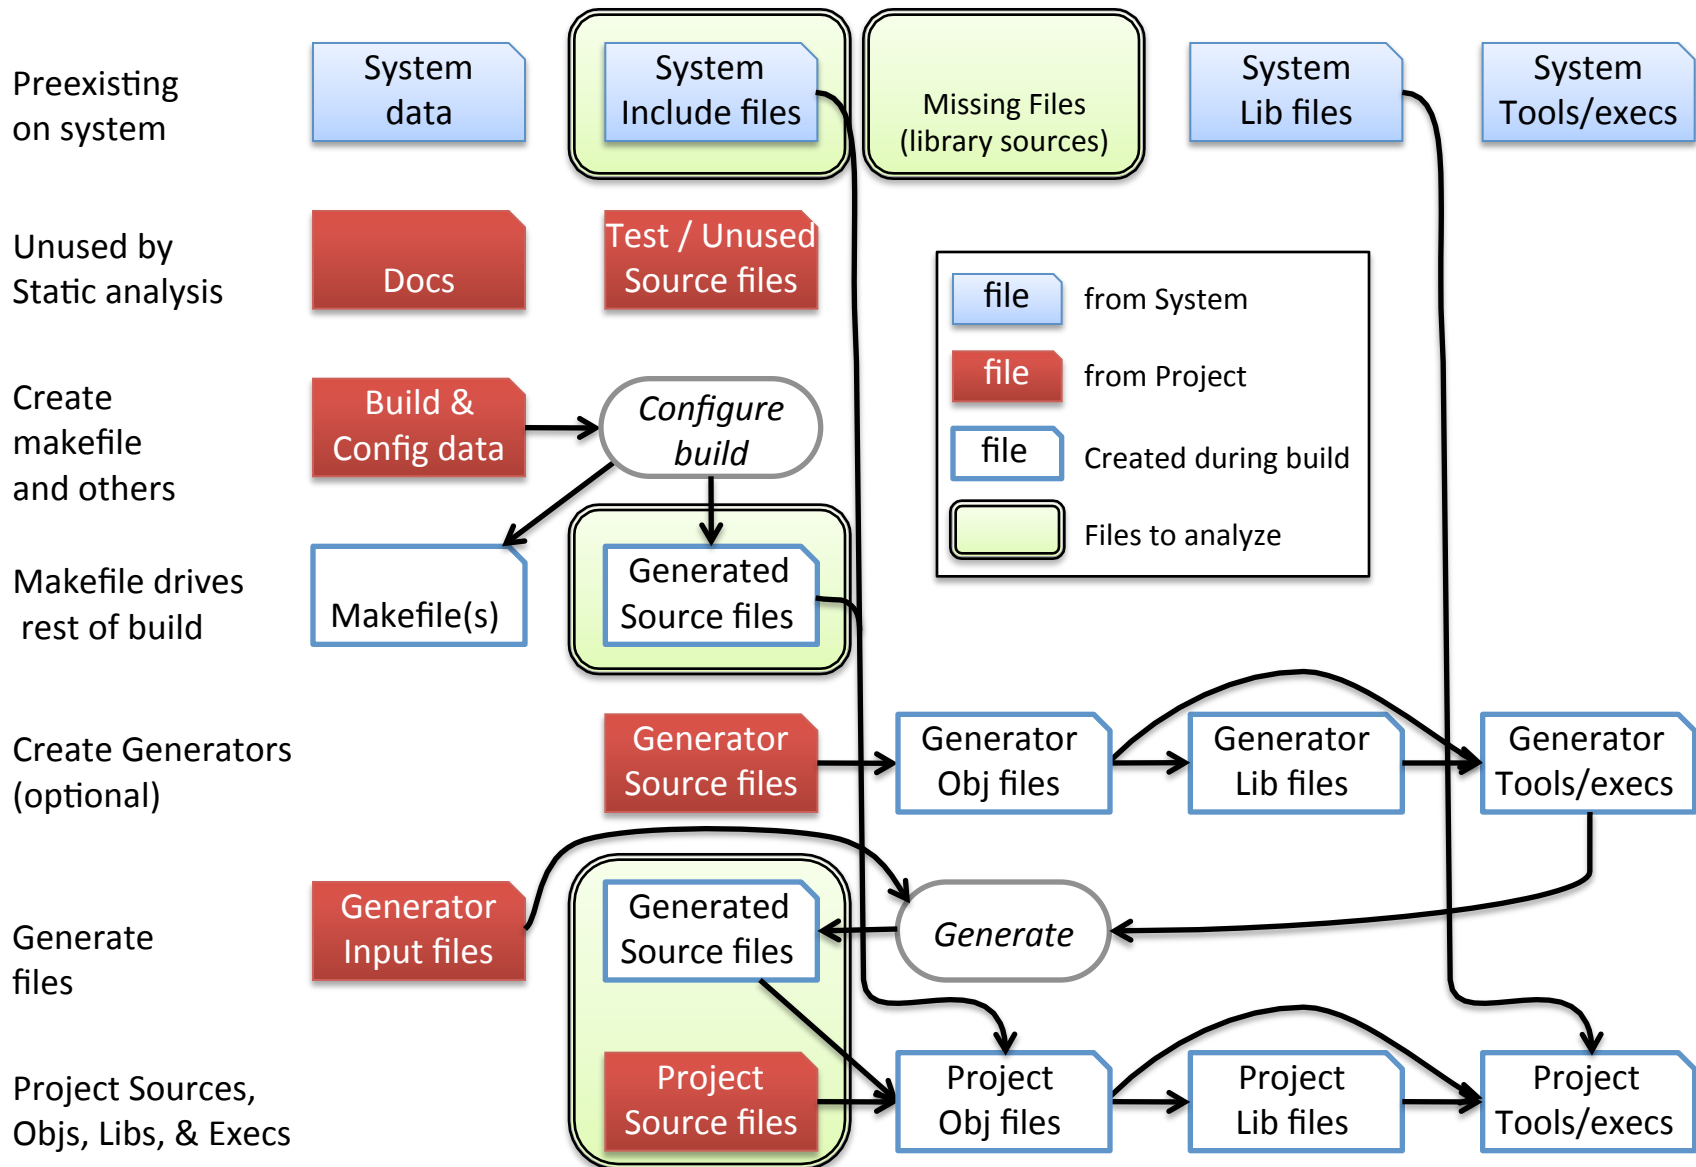 Preexisting
on system
System
data
System
Include files
Missing Files
(library sources)
System
Lib files
System
Tools/execs
Unused by
Static analysis
Docs
Test / Unused
Source files
file
from System
file
from Project
file
Created during build
Files to analyze
Create
makefile
and others
Build &
Config data
Configure
build
Makefile drives
rest of build
Makefile(s)
Generated
Source files
Create Generators
(optional)
Generator
Source files
Generator
Obj files
Generator
Lib files
Generator
Tools/execs
Generate
files
Generator
Input files
Generated
Source files
Generate
Project Sources,
Objs, Libs, & Execs
Project
Source files
Project
Obj files
Project
Lib files
Project
Tools/execs